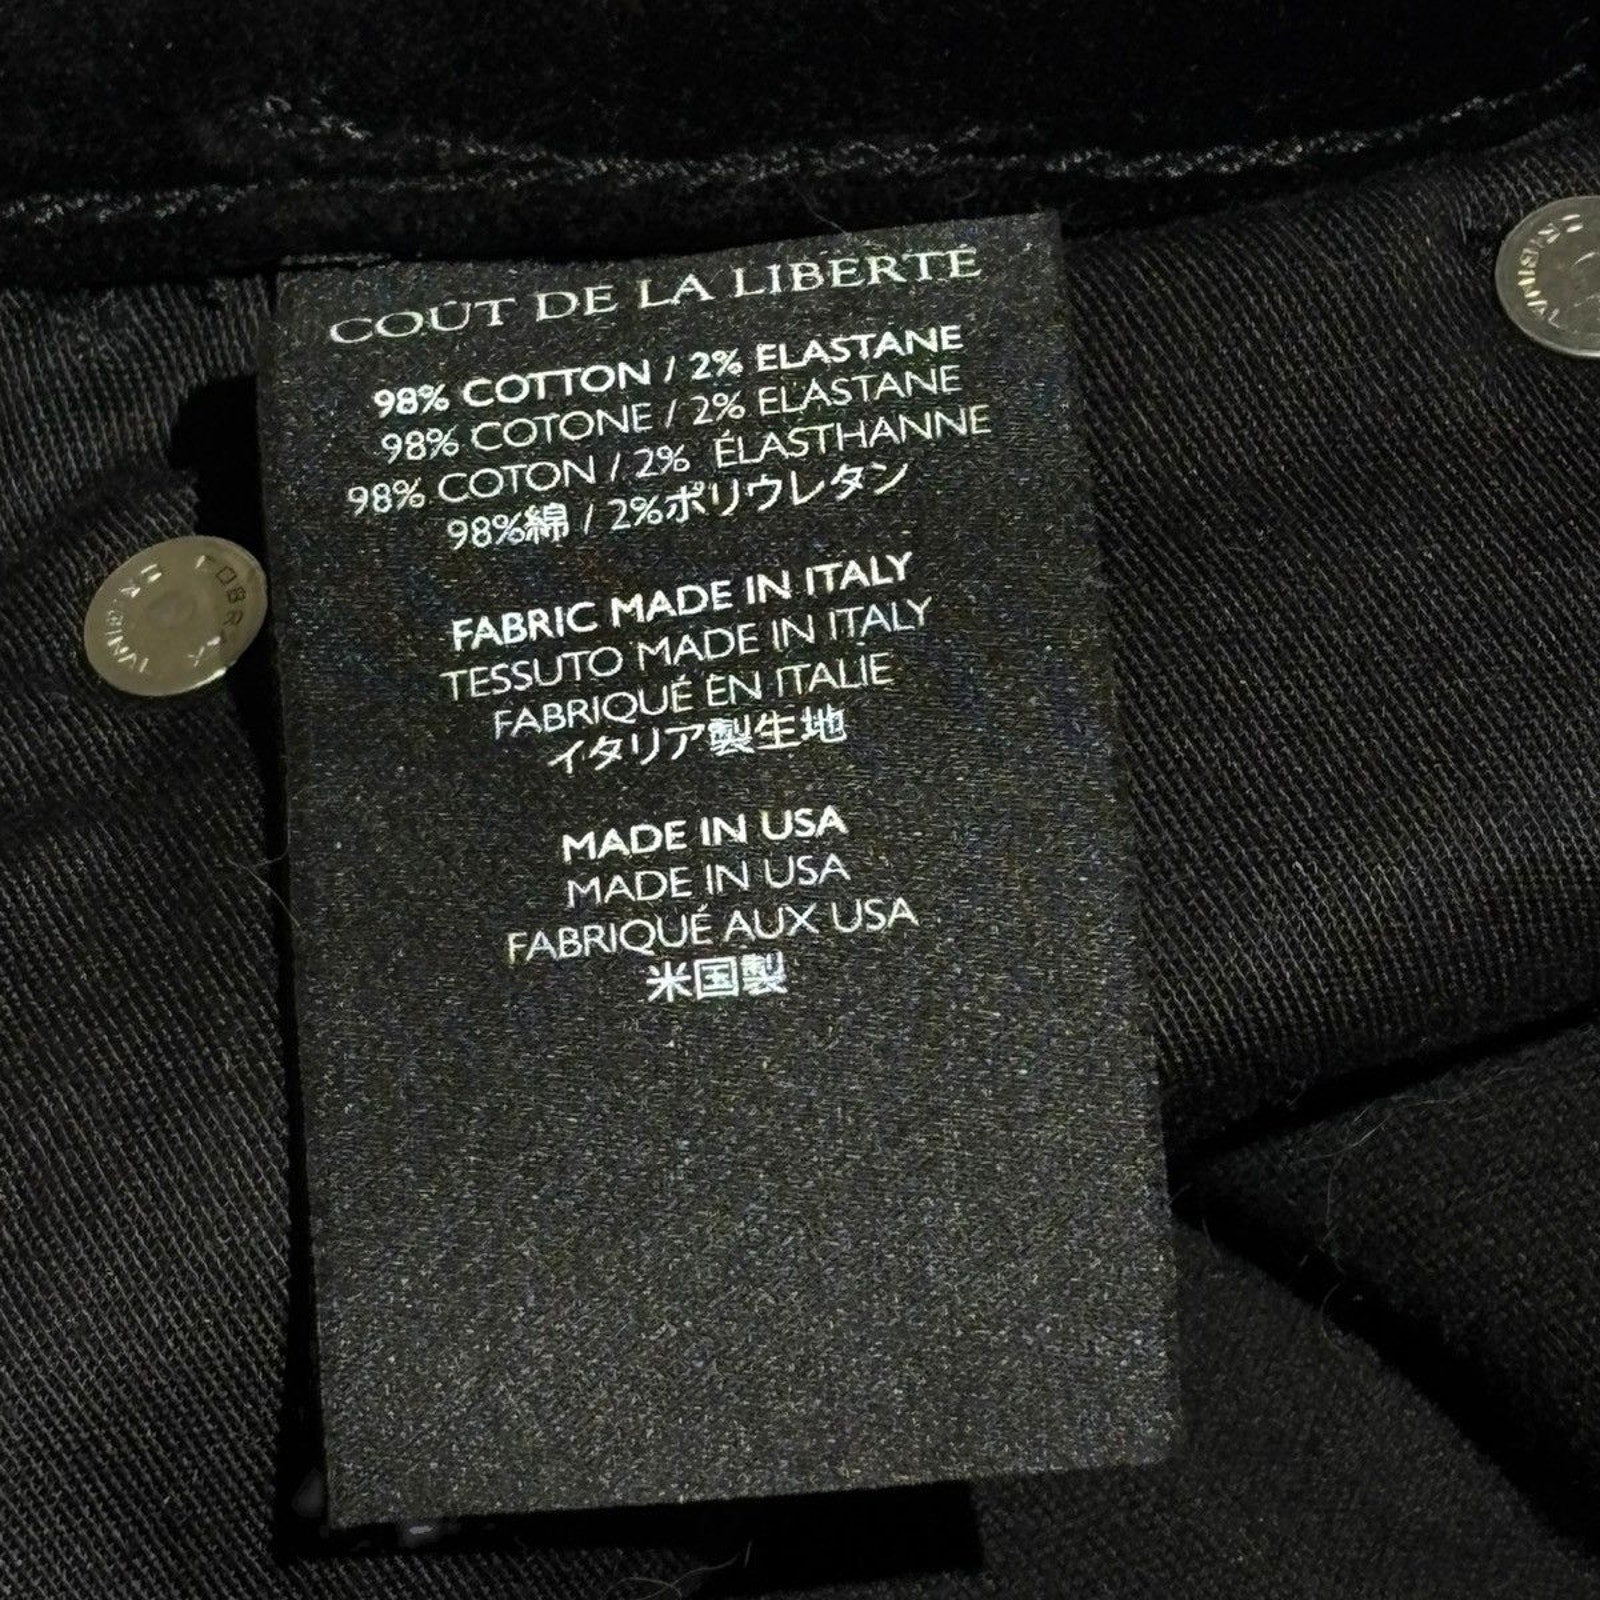 COÛT DE LA LIBERTÉ
98% COTTON / 2% ELASTANE
98% COTONE / 2% ELASTANE
98% COTON / 2% ÉLASTHANNE
98%綿 / 2%ポリウレタン
FABRIC MADE IN ITALY
TESSUTO MADE IN ITALY
FABRIQUÉ EN ITALIE
イタリア製生地
MADE IN USA
MADE IN USA
FABRIQUÉ AUX USA
米国製